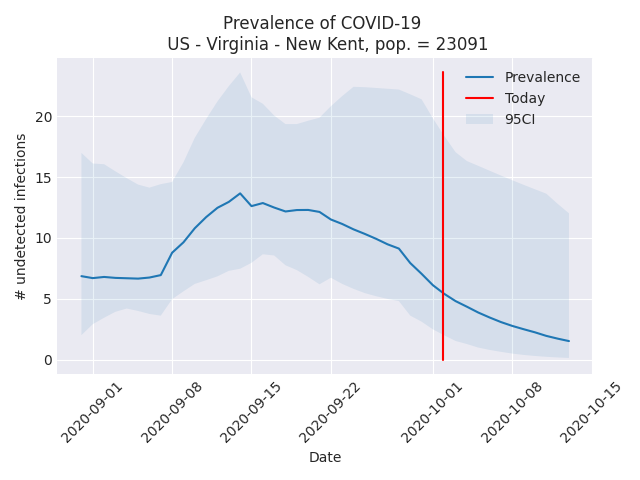 Prevalence of COVID-19
US - Virginia - New Kent, pop. = 23091
Prevalence
Today
95CI
# undetected infections
20
15
10
5
0
2020-09-01
2020-09-08
2020-09-15
2020-09-22
2020-10-01
2020-10-08
2020-10-15
Date